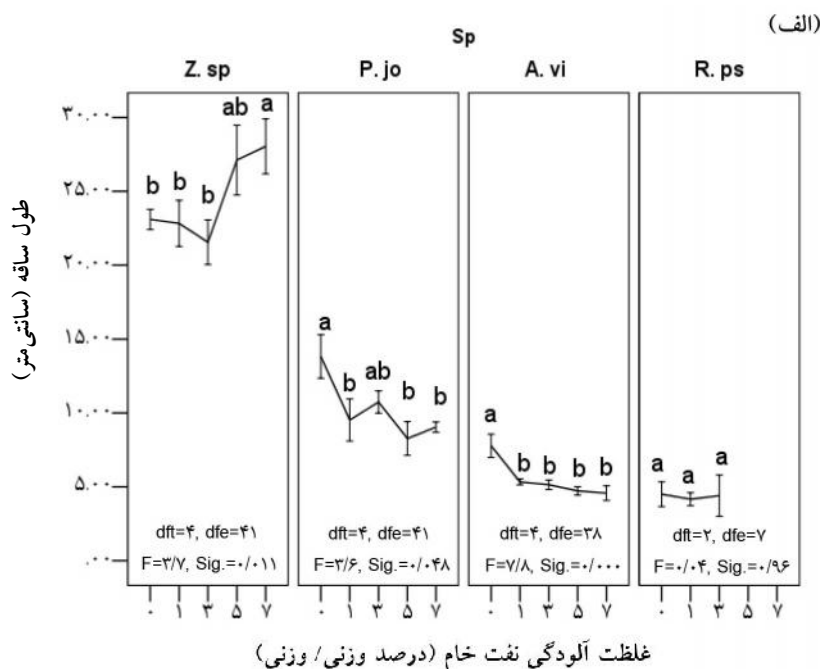 (الف)
Sp
Z. sp P. jo A. vi R. ps
۳۰.۰۰
۲۵.۰۰
۲۰.۰۰
۱۵.۰۰
۱۰.۰۰
۵.۰۰
.۰۰
طول ساقه (سانتی‌متر)
b b b ab a
a b ab b b
a b b b b
a a a
dft=۴, dfe=۴۱
F=۳/۷, Sig.=۰/۰۱۱
dft=۴, dfe=۴۱
F=۳/۶, Sig.=۰/۰۴۸
dft=۴, dfe=۳۸
F=۷/۸, Sig.=۰/۰۰۰
dft=۲, dfe=۷
F=۰/۰۴, Sig.=۰/۹۶
۰ ۱ ۳ ۵ ۷ ۰ ۱ ۳ ۵ ۷ ۰ ۱ ۳ ۵ ۷ ۰ ۱ ۳ ۵ ۷
غلظت آلودگی نفت خام (درصد وزنی/ وزنی)